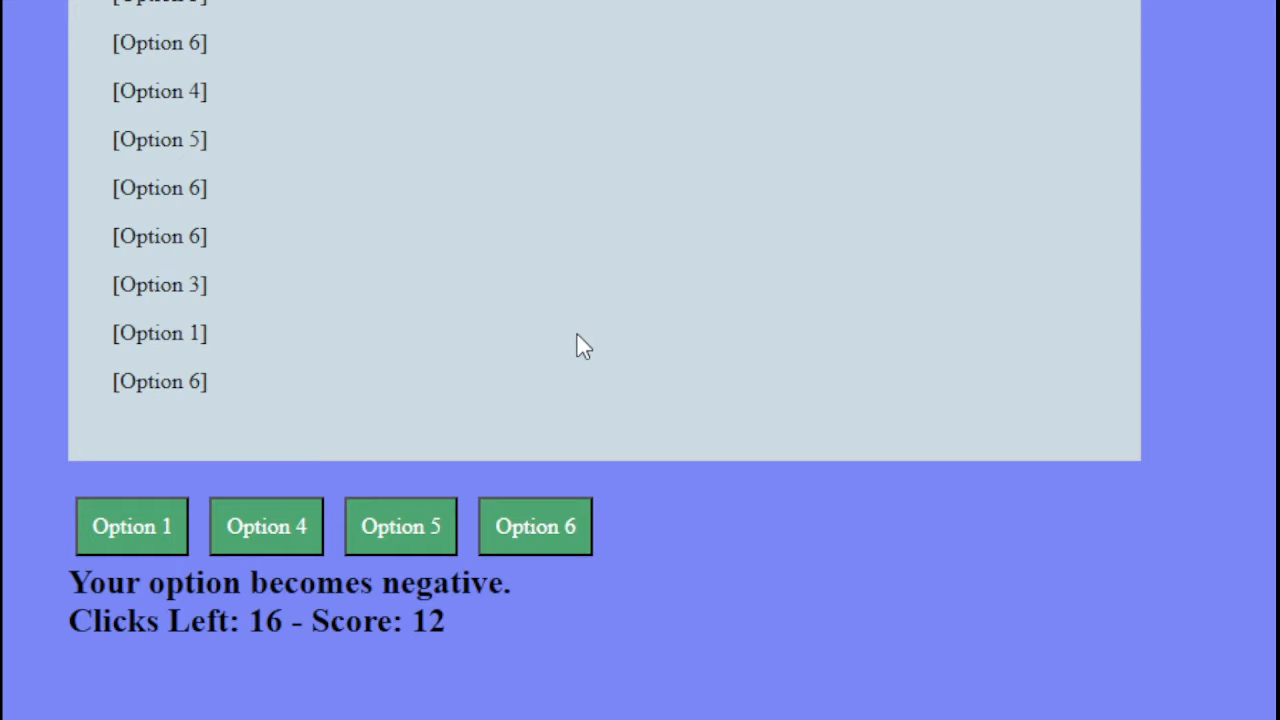 [Option 6]
[Option 4]
[Option 5]
[Option 6]
[Option 6]
[Option 3]
[Option 1]
[Option 6]
Option 1 Option 4 Option 5 Option 6
Your option becomes negative.
Clicks Left: 16 - Score: 12